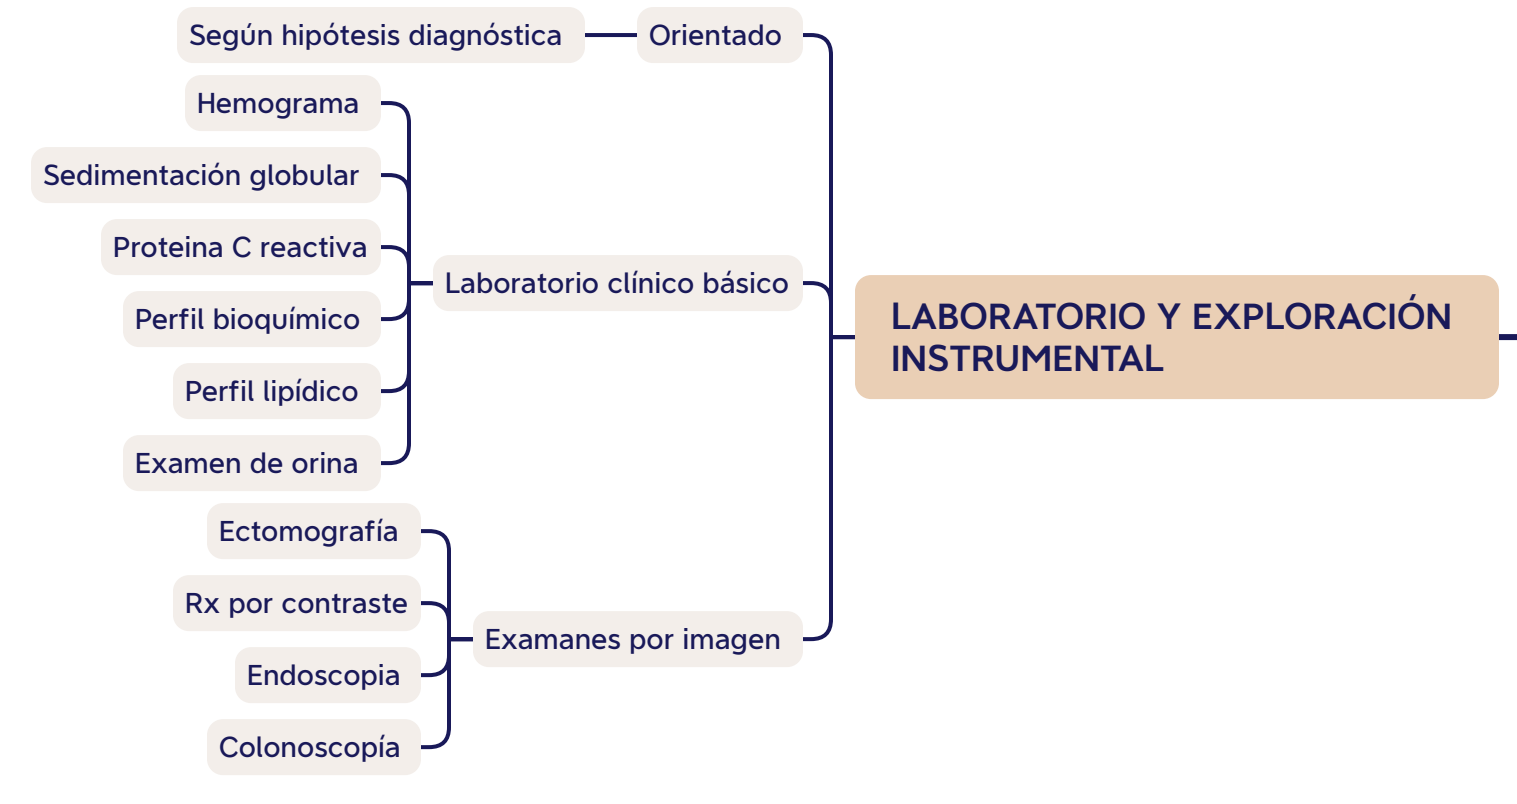 Según hipótesis diagnóstica
Orientado
Hemograma
Sedimentación globular
Proteina C reactiva
Perfil bioquímico
Perfil lipídico
Examen de orina
Laboratorio clínico básico
Ectomografía
Rx por contraste
Endoscopia
Colonoscopía
Examanes por imagen
LABORATORIO Y EXPLORACIÓN
INSTRUMENTAL